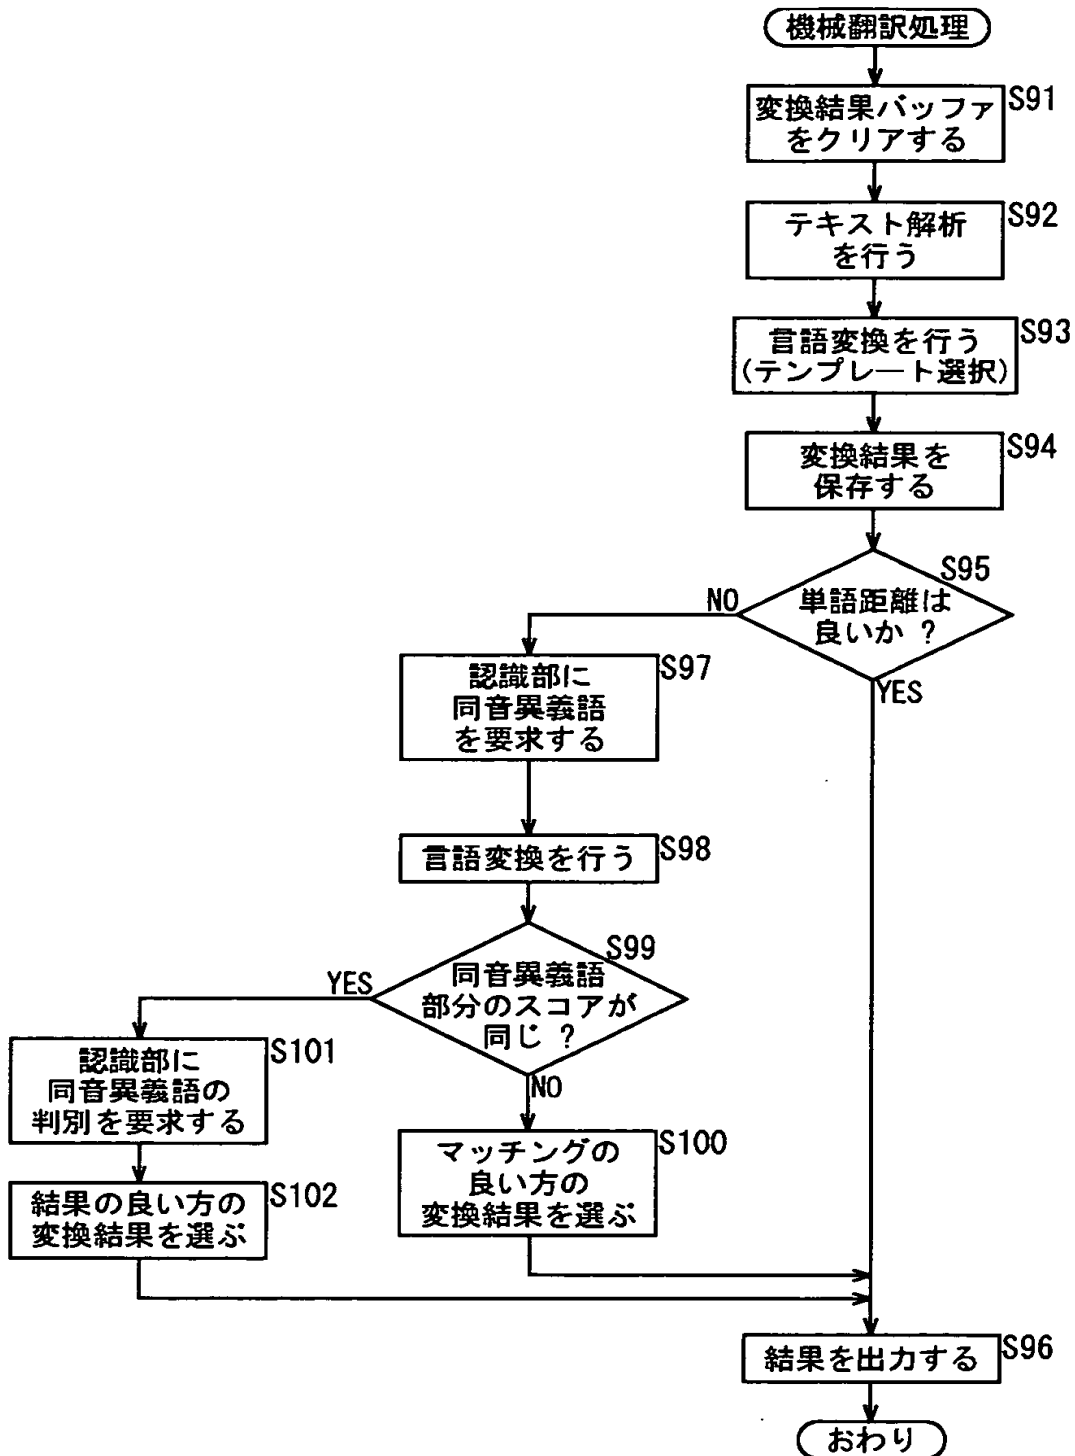 機械翻訳処理
変換結果バッファ
をクリアする
S91
テキスト解析
を行う
S92
言語変換を行う
(テンプレート選択)
S93
変換結果を
保存する
S94
単語距離は
良いか ?
S95
NO
YES
認識部に
同音異義語
を要求する
S97
言語変換を行う
S98
同音異義語
部分のスコアが
同じ ?
S99
YES
NO
認識部に
同音異義語の
判別を要求する
S101
マッチングの
良い方の
変換結果を選ぶ
S100
結果の良い方の
変換結果を選ぶ
S102
結果を出力する
S96
おわり